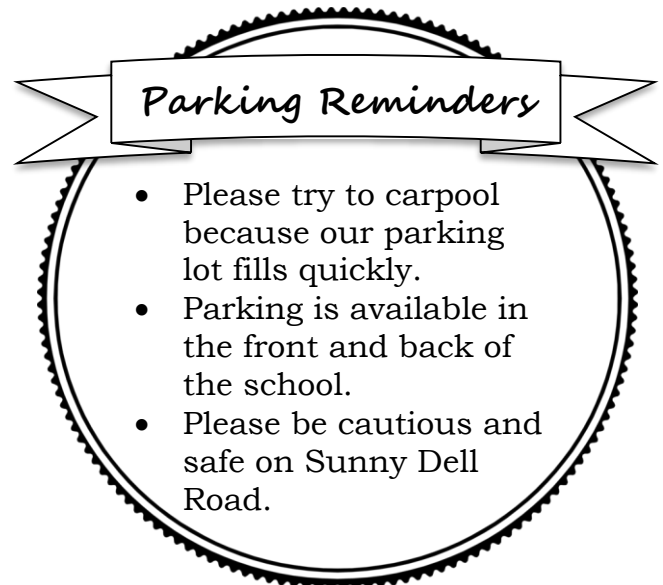 Parking Reminders
• Please try to carpool
because our parking
lot fills quickly.
• Parking is available in
the front and back of
the school.
• Please be cautious and
safe on Sunny Dell
Road.